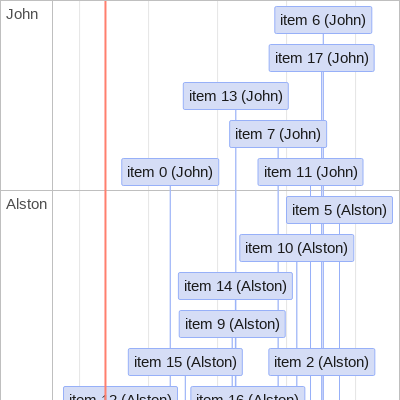 John
item 6 (John)
item 17 (John)
item 13 (John)
item 7 (John)
item 0 (John)
item 11 (John)
Alston
item 5 (Alston)
item 10 (Alston)
item 14 (Alston)
item 9 (Alston)
item 15 (Alston)
item 2 (Alston)
item 12 (Alston)
item 16 (Alston)